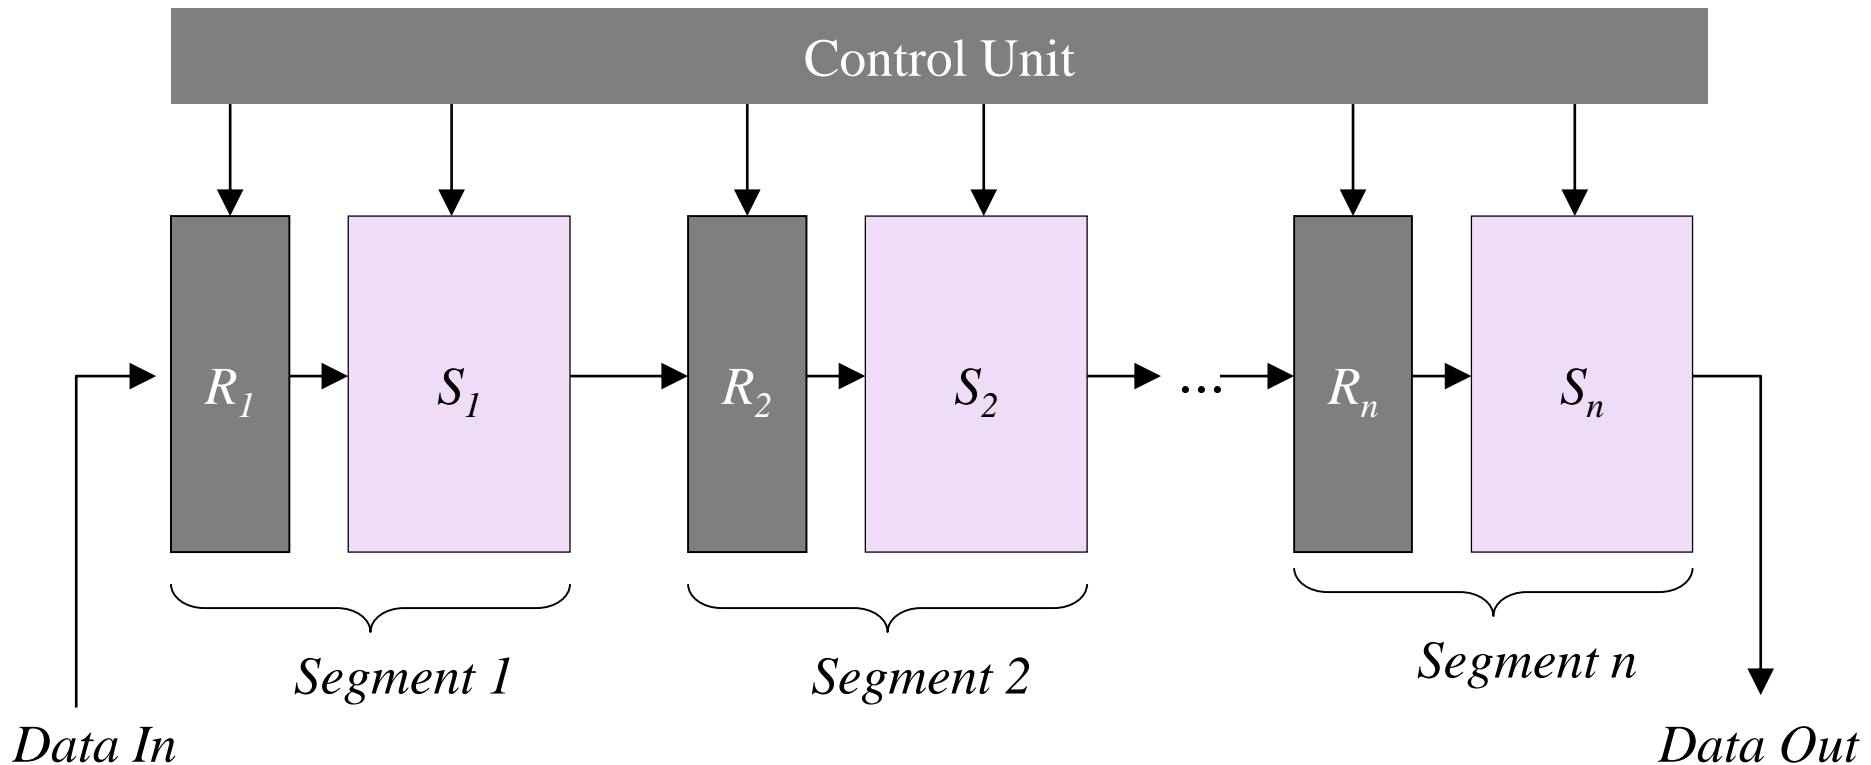 Control Unit
R1 S1 R2 S2 ... Rn Sn
Segment 1 Segment 2 Segment n
Data In Data Out